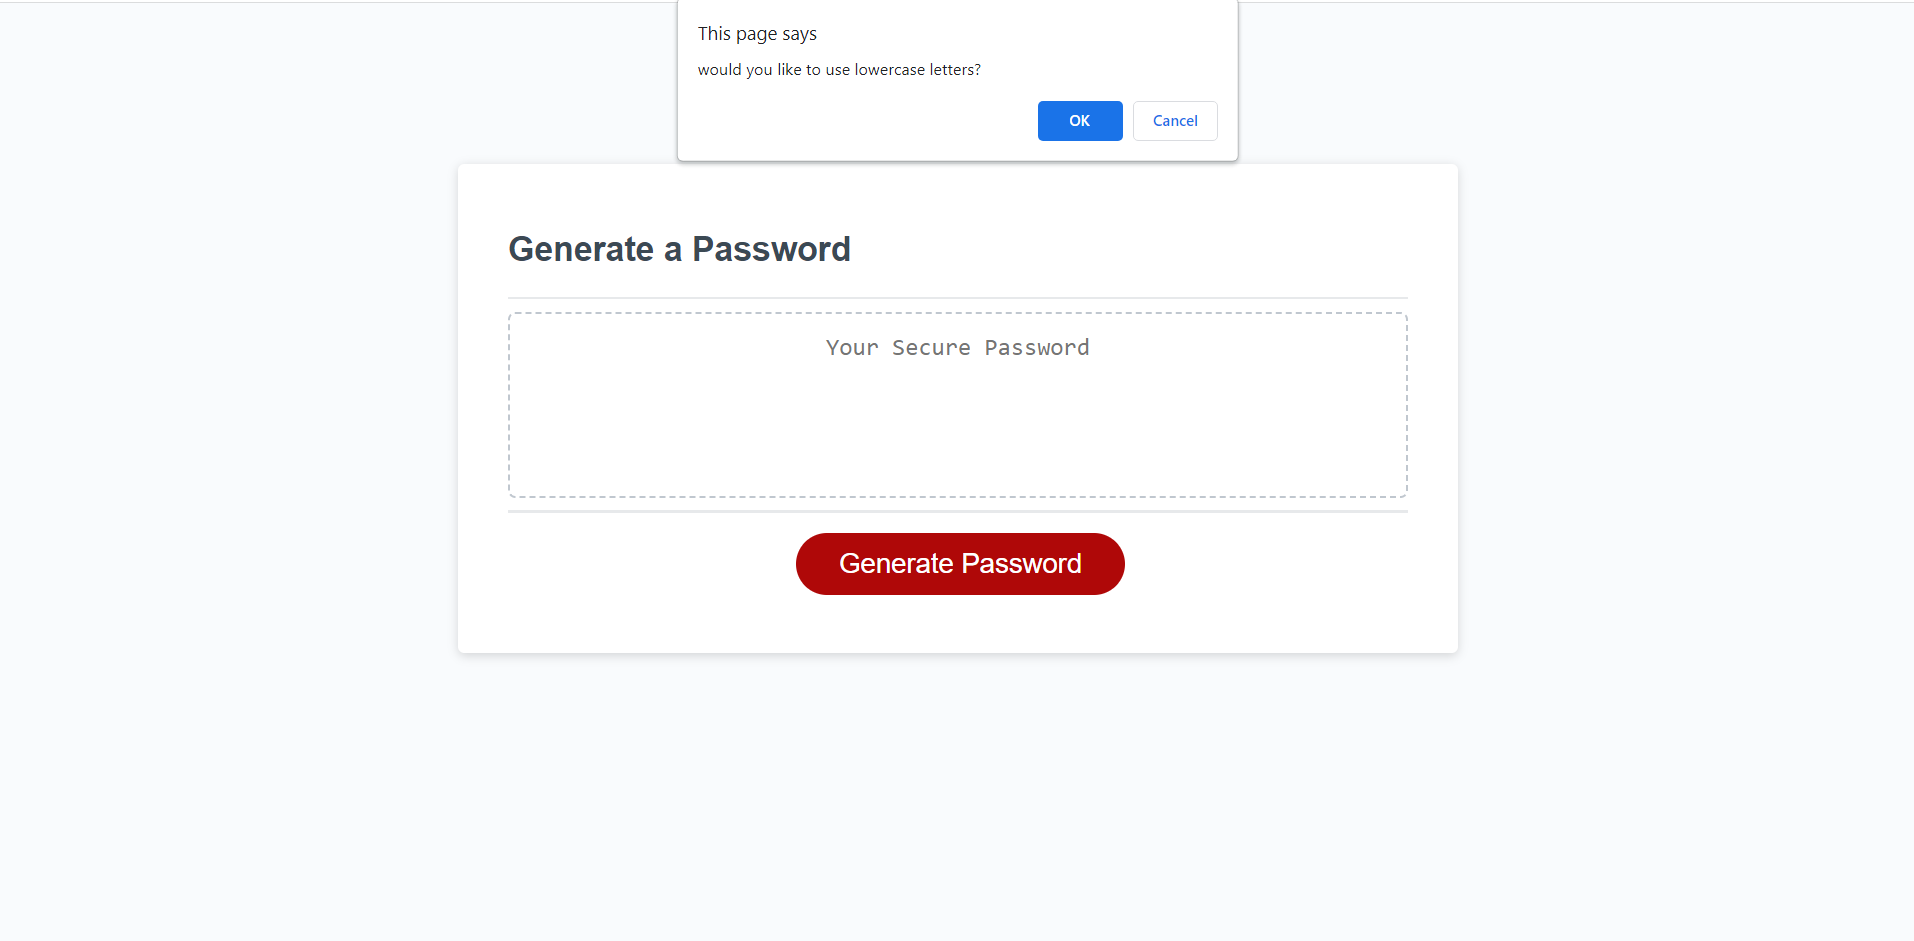 This page says
would you like to use lowercase letters?
OK Cancel
Generate a Password
Your Secure Password
Generate Password